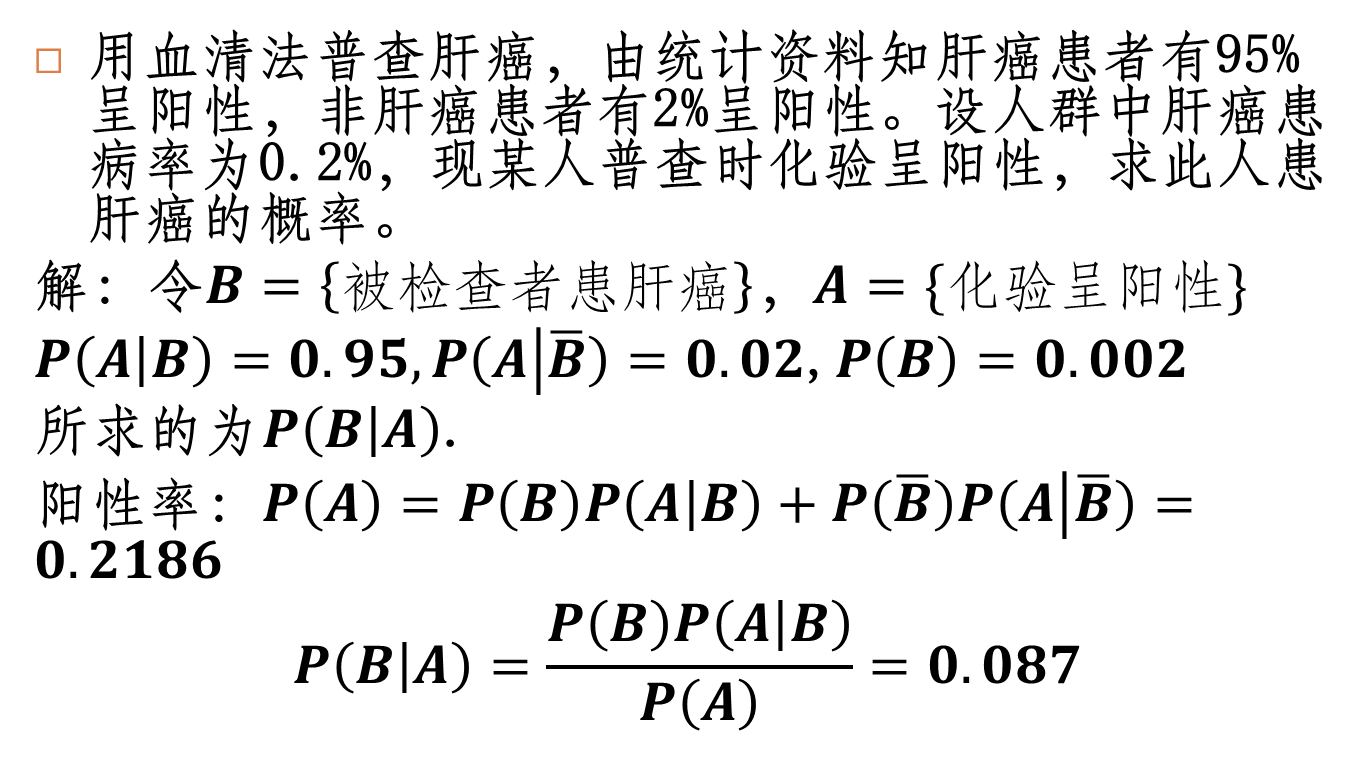 □ 用血清法普查肝癌，由统计资料知肝癌患者有95%
呈阳性，非肝癌患者有2%呈阳性。设人群中肝癌患
病率为0.2%，现某人普查时化验呈阳性，求此人患
肝癌的概率。
解：令B = {被检查者患肝癌}，A = {化验呈阳性}
P(A|B) = 0.95, P(A|B̅) = 0.02, P(B) = 0.002
所求的为P(B|A).
阳性率：P(A) = P(B)P(A|B) + P(B̅)P(A|B̅) =
0.2186
P(B|A) = P(B)P(A|B) / P(A) = 0.087